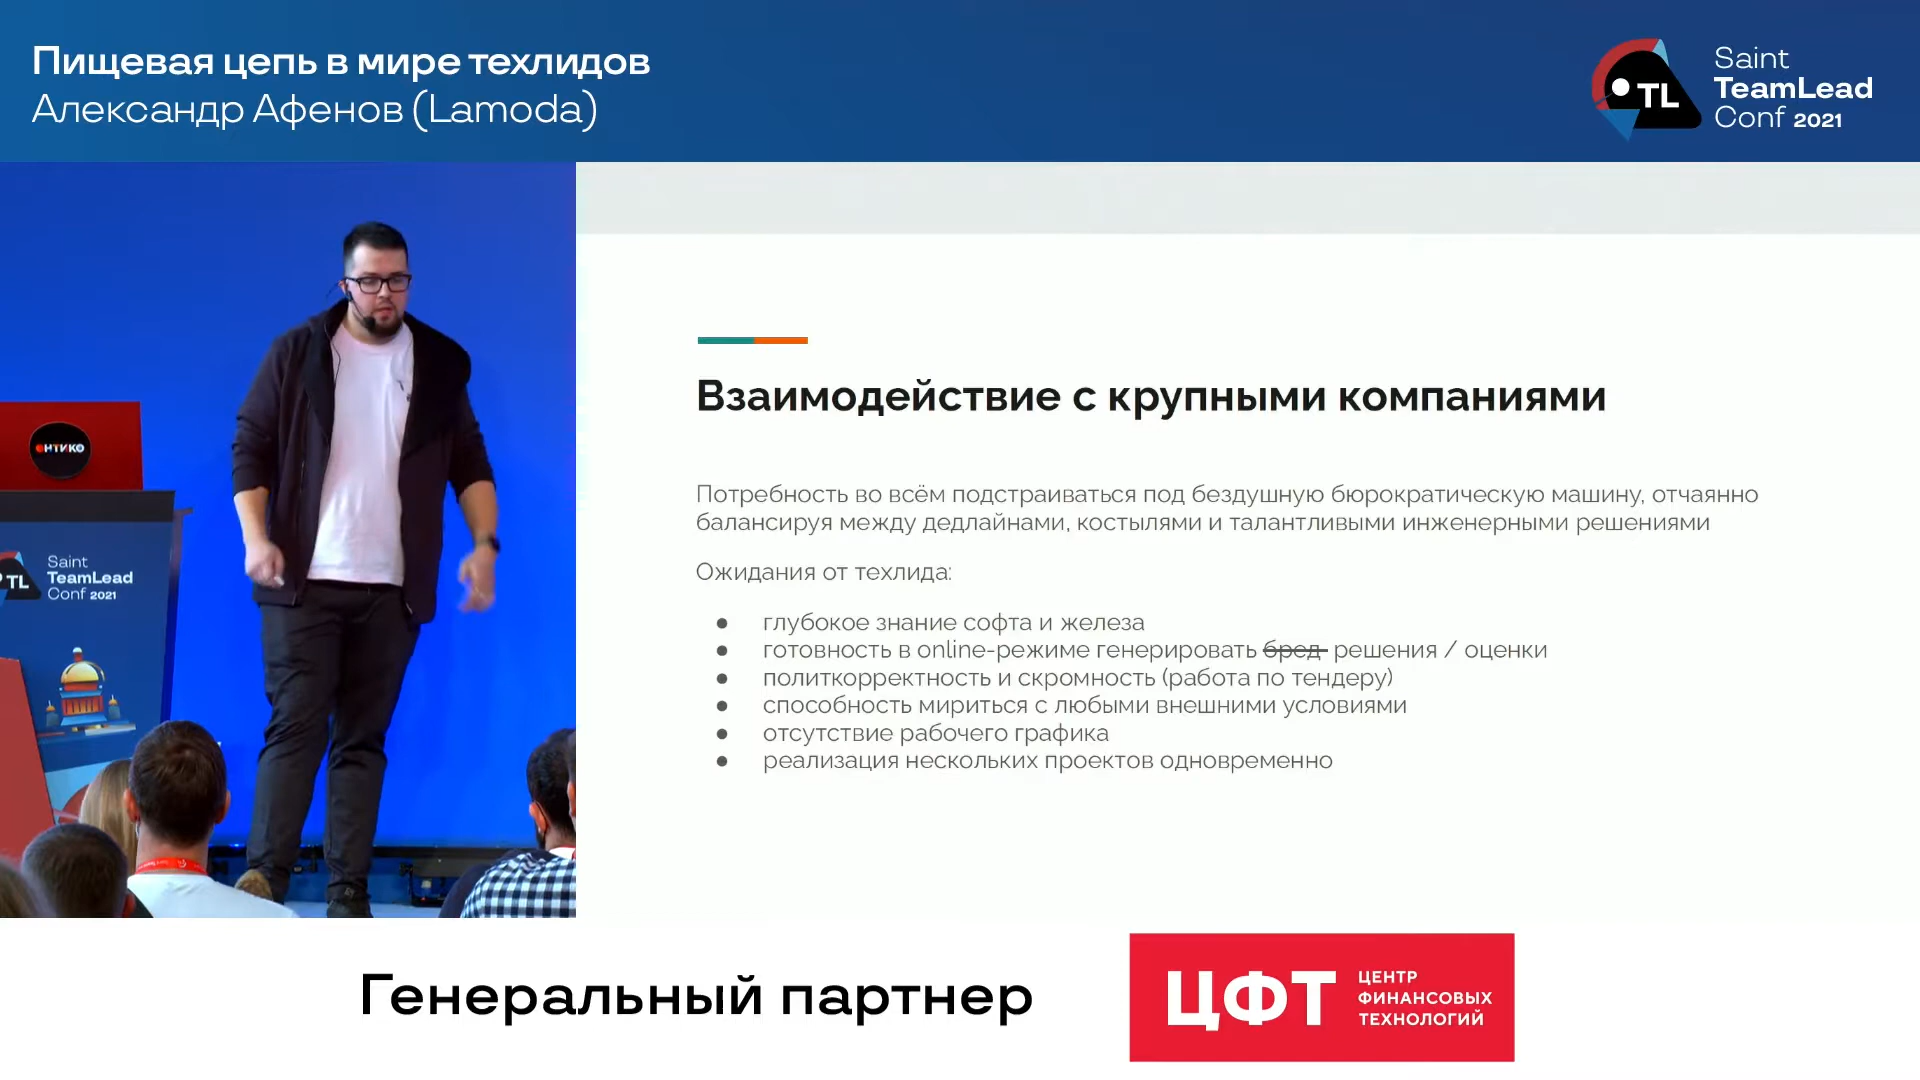 Пищевая цепь в мире техлидов
Александр Афенов (Lamoda)
TL
Saint
TeamLead
Conf 2021
ОНТИКО
TL
Saint
TeamLead
Conf 2021
Взаимодействие с крупными компаниями
Потребность во всём подстраиваться под бездушную бюрократическую машину, отчаянно
балансируя между дедлайнами, костылями и талантливыми инженерными решениями
Ожидания от техлида:
● глубокое знание софта и железа
● готовность в online-режиме генерировать бред решения / оценки
● политкорректность и скромность (работа по тендеру)
● способность мириться с любыми внешними условиями
● отсутствие рабочего графика
● реализация нескольких проектов одновременно
Генеральный партнер
ЦФТ
ЦЕНТР
ФИНАНСОВЫХ
ТЕХНОЛОГИЙ